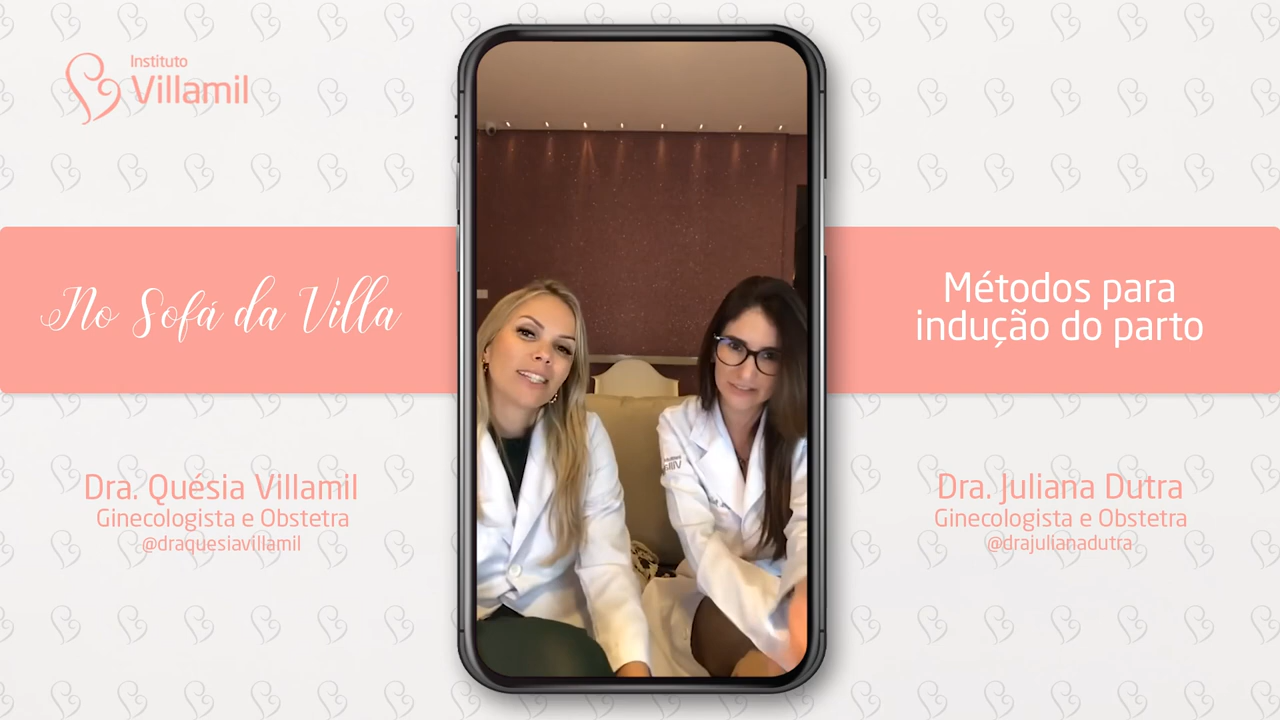 Instituto
Villamil
No Sofá da Villa
Métodos para
indução do parto
Dra. Quésia Villamil
Ginecologista e Obstetra
@draquesiavillamil
Dra. Juliana Dutra
Ginecologista e Obstetra
@drajulianadutra